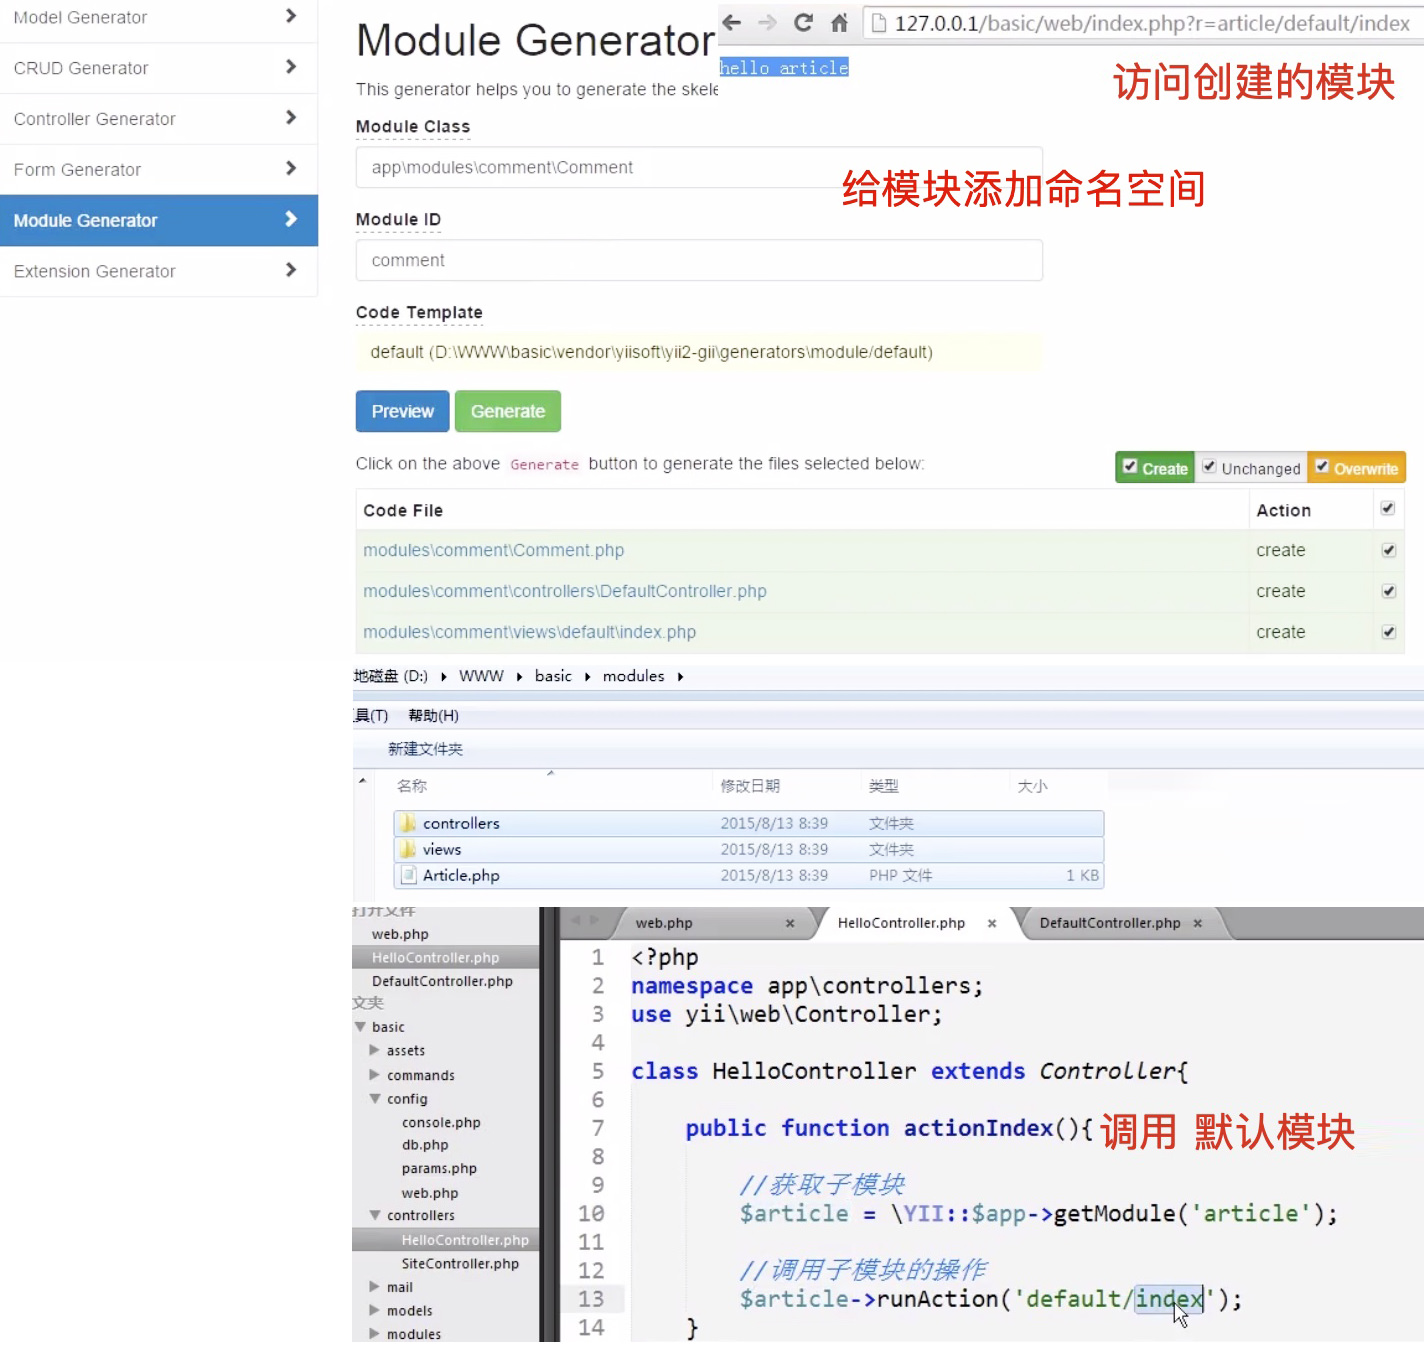 Model Generator
CRUD Generator
Controller Generator
Form Generator
Module Generator
Extension Generator
Module Generator
This generator helps you to generate the skele
127.0.0.1/basic/web/index.php?r=article/default/index
hello article
访问创建的模块
Module Class
app\modules\comment\Comment
给模块添加命名空间
Module ID
comment
Code Template
default (D:\WWW\basic\vendor\yiisoft\yii2-gii\generators\module/default)
Preview Generate
Click on the above Generate button to generate the files selected below:
Create Unchanged Overwrite
Code File Action
modules\comment\Comment.php create
modules\comment\controllers\DefaultController.php create
modules\comment\views\default\index.php create
地磁盘 (D:) WWW basic modules
具(T) 帮助(H)
新建文件夹
名称 修改日期 类型 大小
controllers 2015/8/13 8:39 文件夹
views 2015/8/13 8:39 文件夹
Article.php 2015/8/13 8:39 PHP 文件 1 KB
打开文件
web.php
HelloController.php
DefaultController.php
文夹
basic
assets
commands
config
console.php
db.php
params.php
web.php
controllers
HelloController.php
SiteController.php
mail
models
modules
web.php × HelloController.php × DefaultController.php ×
1 <?php
2 namespace app\controllers;
3 use yii\web\Controller;
4
5 class HelloController extends Controller{
6
7 public function actionIndex(){
调用 默认模块
8
9 //获取子模块
10 $article = \YII::$app->getModule('article');
11
12 //调用子模块的操作
13 $article->runAction('default/index');
14 }